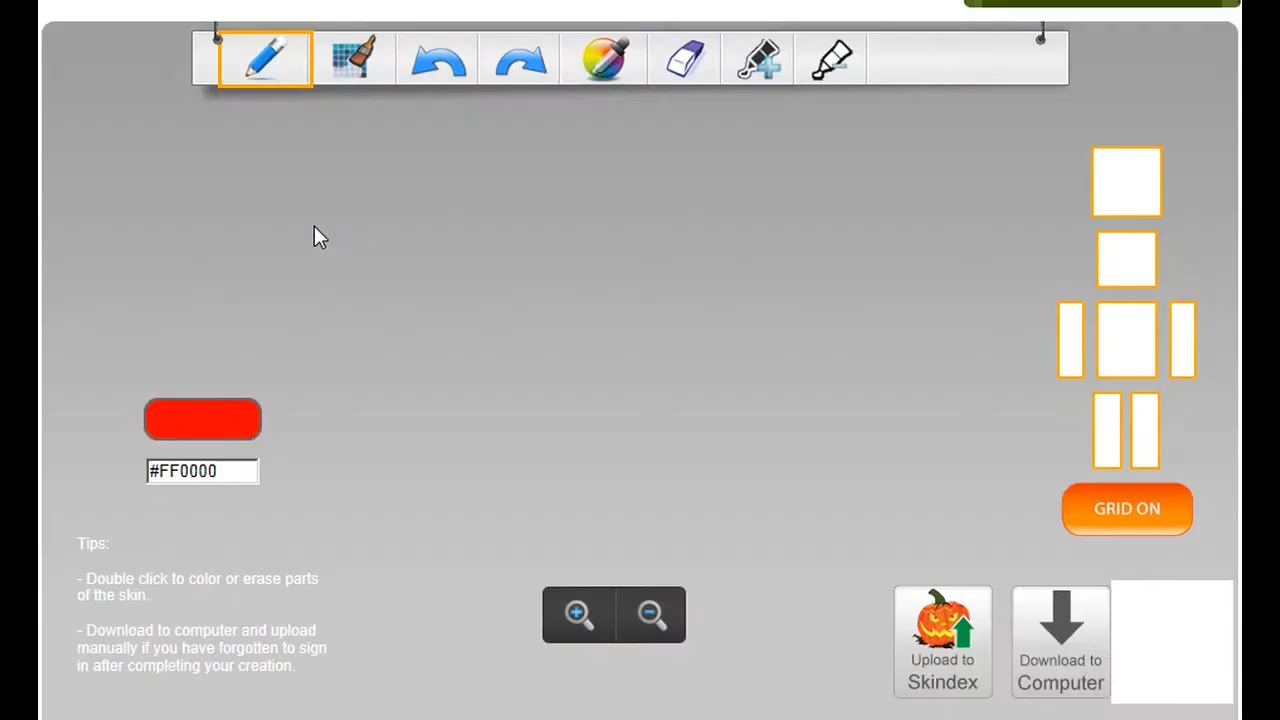 #FF0000
GRID ON
Tips:
- Double click to color or erase parts
of the skin.
- Download to computer and upload
manually if you have forgotten to sign
in after completing your creation.
Upload to
Skindex
Download to
Computer